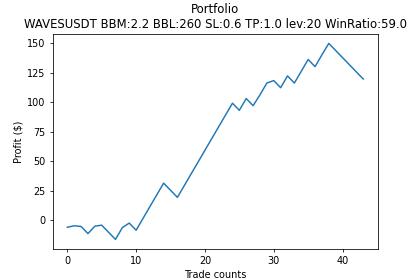 Portfolio
WAVESUSDT BBM:2.2 BBL:260 SL:0.6 TP:1.0 lev:20 WinRatio:59.0
150
125
100
75
50
25
0
Profit ($)
0 10 20 30 40
Trade counts